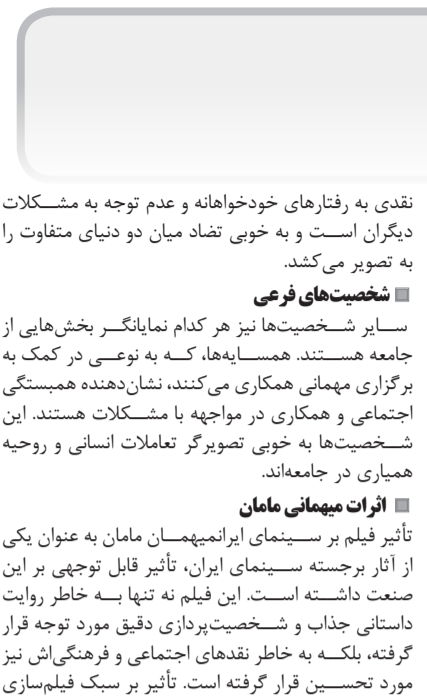 نقدی به رفتارهای خودخواهانه و عدم توجه به مشکلات
دیگران است و به خوبی تضاد میان دو دنیای متفاوت را
به تصویر می‌کشد.
شخصیت‌های فرعی
سایر شخصیت‌ها نیز هر کدام نمایانگر بخش‌هایی از
جامعه هستند. همسایه‌ها، که به نوعی در کمک به
برگزاری مهمانی همکاری می‌کنند، نشان‌دهنده همبستگی
اجتماعی و همکاری در مواجهه با مشکلات هستند. این
شخصیت‌ها به خوبی تصویرگر تعاملات انسانی و روحیه
همیاری در جامعه‌اند.
اثرات میهمانی مامان
تأثیر فیلم بر سینمای ایرانمیهمان مامان به عنوان یکی
از آثار برجسته سینمای ایران، تأثیر قابل توجهی بر این
صنعت داشته است. این فیلم نه تنها به خاطر روایت
داستانی جذاب و شخصیت‌پردازی دقیق مورد توجه قرار
گرفته، بلکه به خاطر نقدهای اجتماعی و فرهنگی‌اش نیز
مورد تحسین قرار گرفته است. تأثیر بر سبک فیلم‌سازی